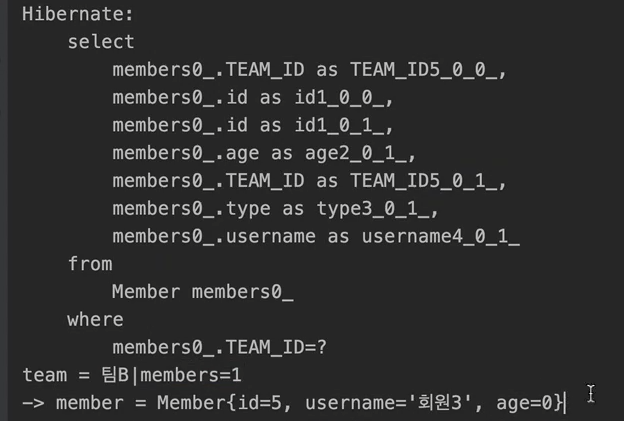 Hibernate:
select
members0_.TEAM_ID as TEAM_ID5_0_0_,
members0_.id as id1_0_0_,
members0_.id as id1_0_1_,
members0_.age as age2_0_1_,
members0_.TEAM_ID as TEAM_ID5_0_1_,
members0_.type as type3_0_1_,
members0_.username as username4_0_1_
from
Member members0_
where
members0_.TEAM_ID=?
team = 팀B|members=1
-> member = Member{id=5, username='회원3', age=0}